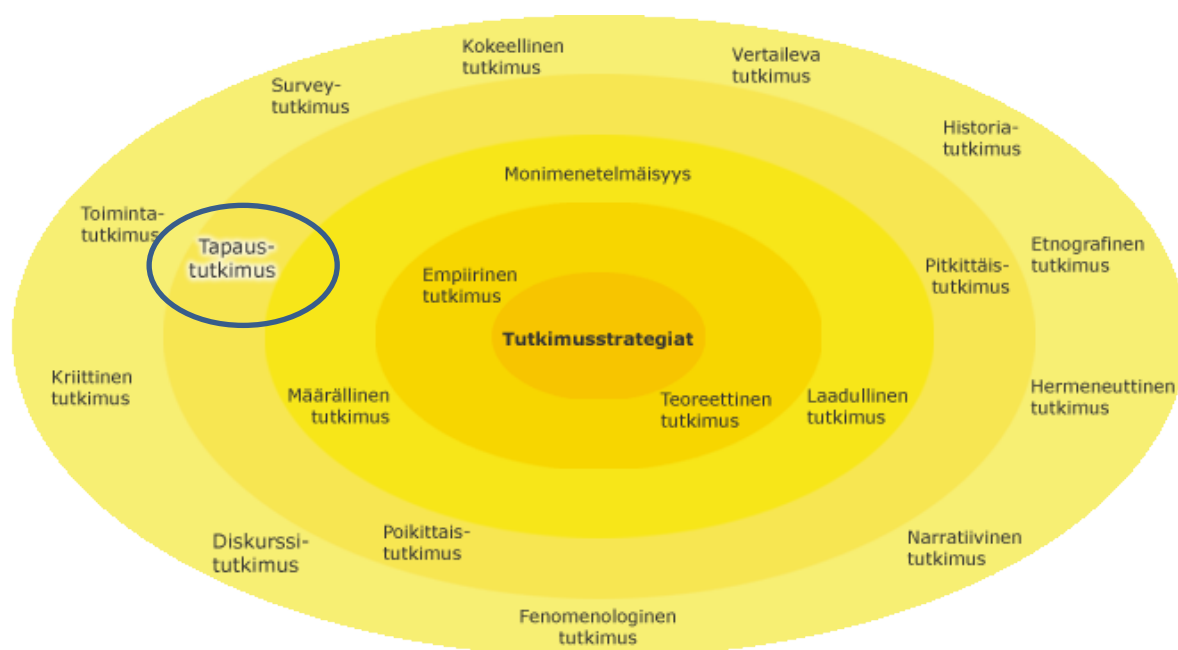 Kokeellinen
tutkimus
Vertaileva
tutkimus
Survey-
tutkimus
Historia-
tutkimus
Monimenetelmäisyys
Toiminta-
tutkimus
Tapaus-
tutkimus
Etnografinen
tutkimus
Pitkittäis-
tutkimus
Empiirinen
tutkimus
Tutkimusstrategiat
Kriittinen
tutkimus
Määrällinen
tutkimus
Teoreettinen
tutkimus
Laadullinen
tutkimus
Hermeneuttinen
tutkimus
Diskurssi-
tutkimus
Poikittais-
tutkimus
Narratiivinen
tutkimus
Fenomenologinen
tutkimus